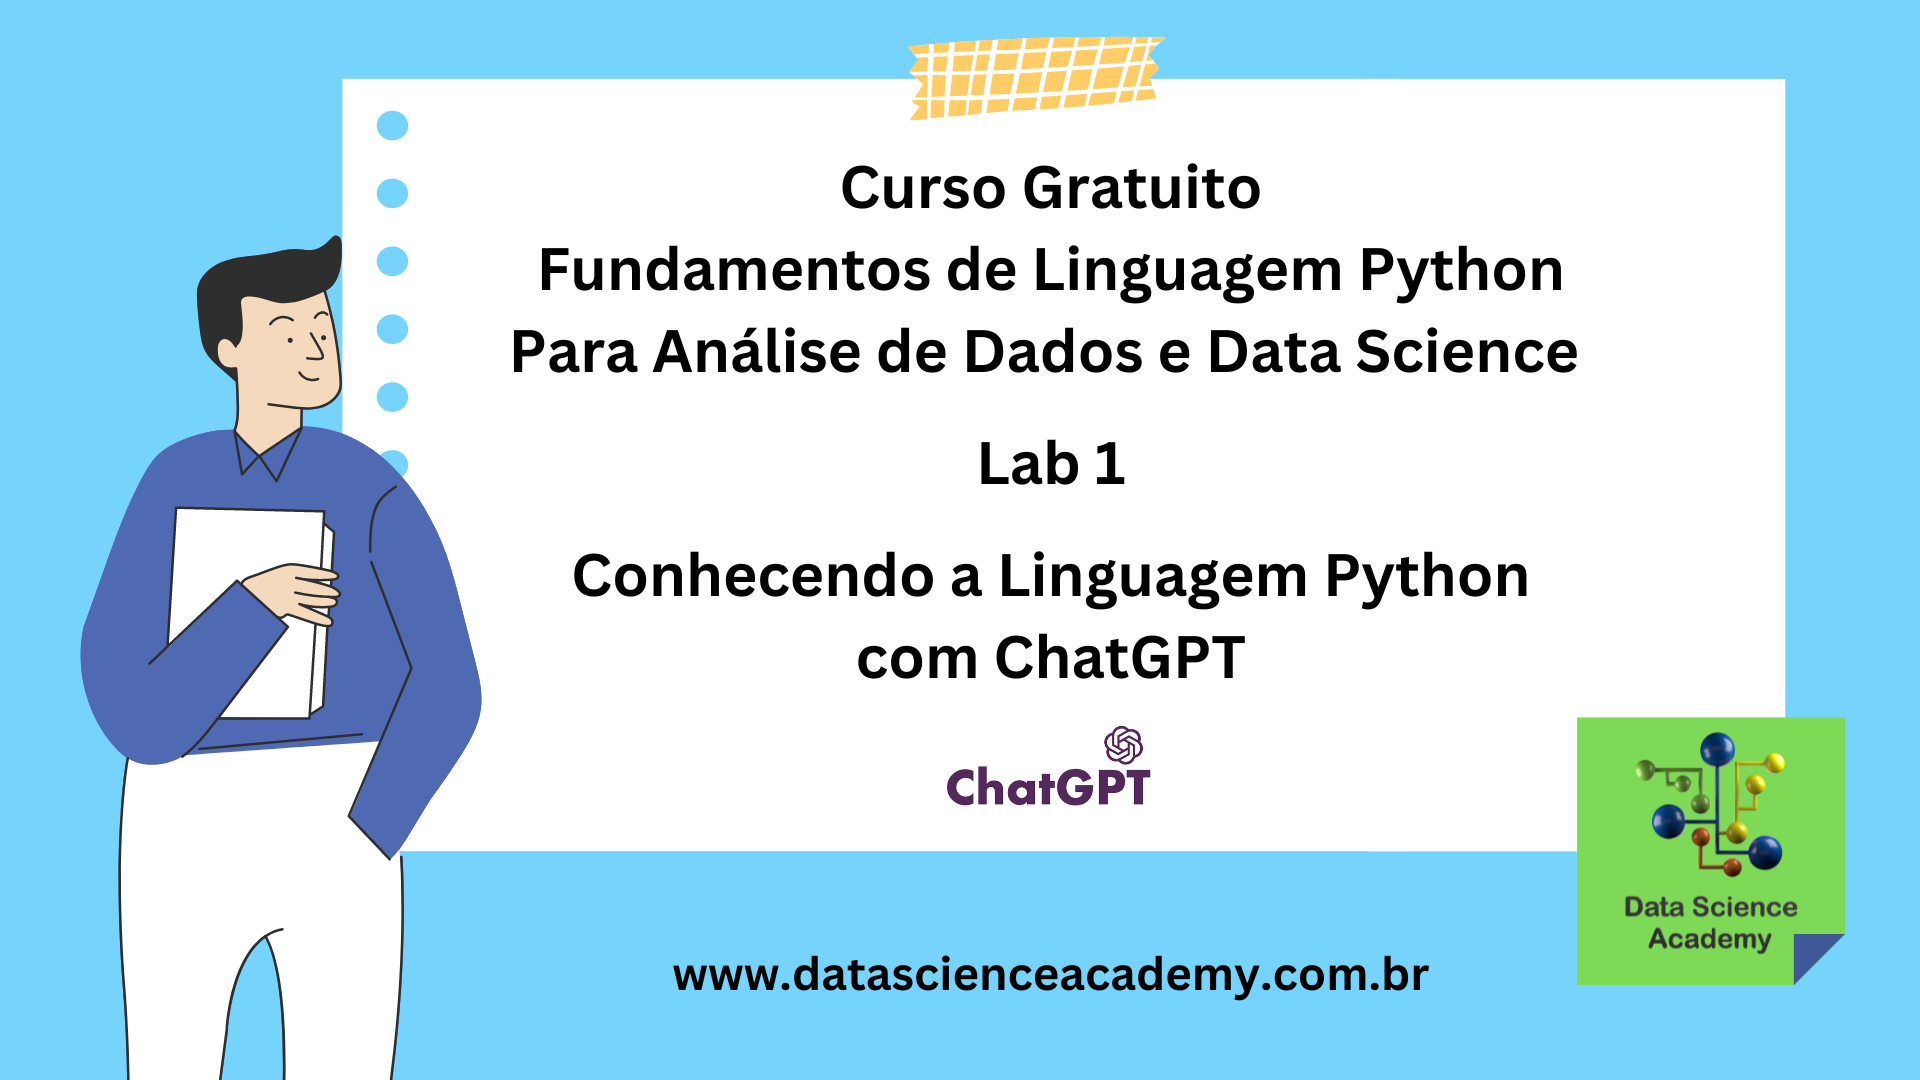 Curso Gratuito
Fundamentos de Linguagem Python
Para Análise de Dados e Data Science
Lab 1
Conhecendo a Linguagem Python
com ChatGPT
ChatGPT
Data Science
Academy
www.datascienceacademy.com.br